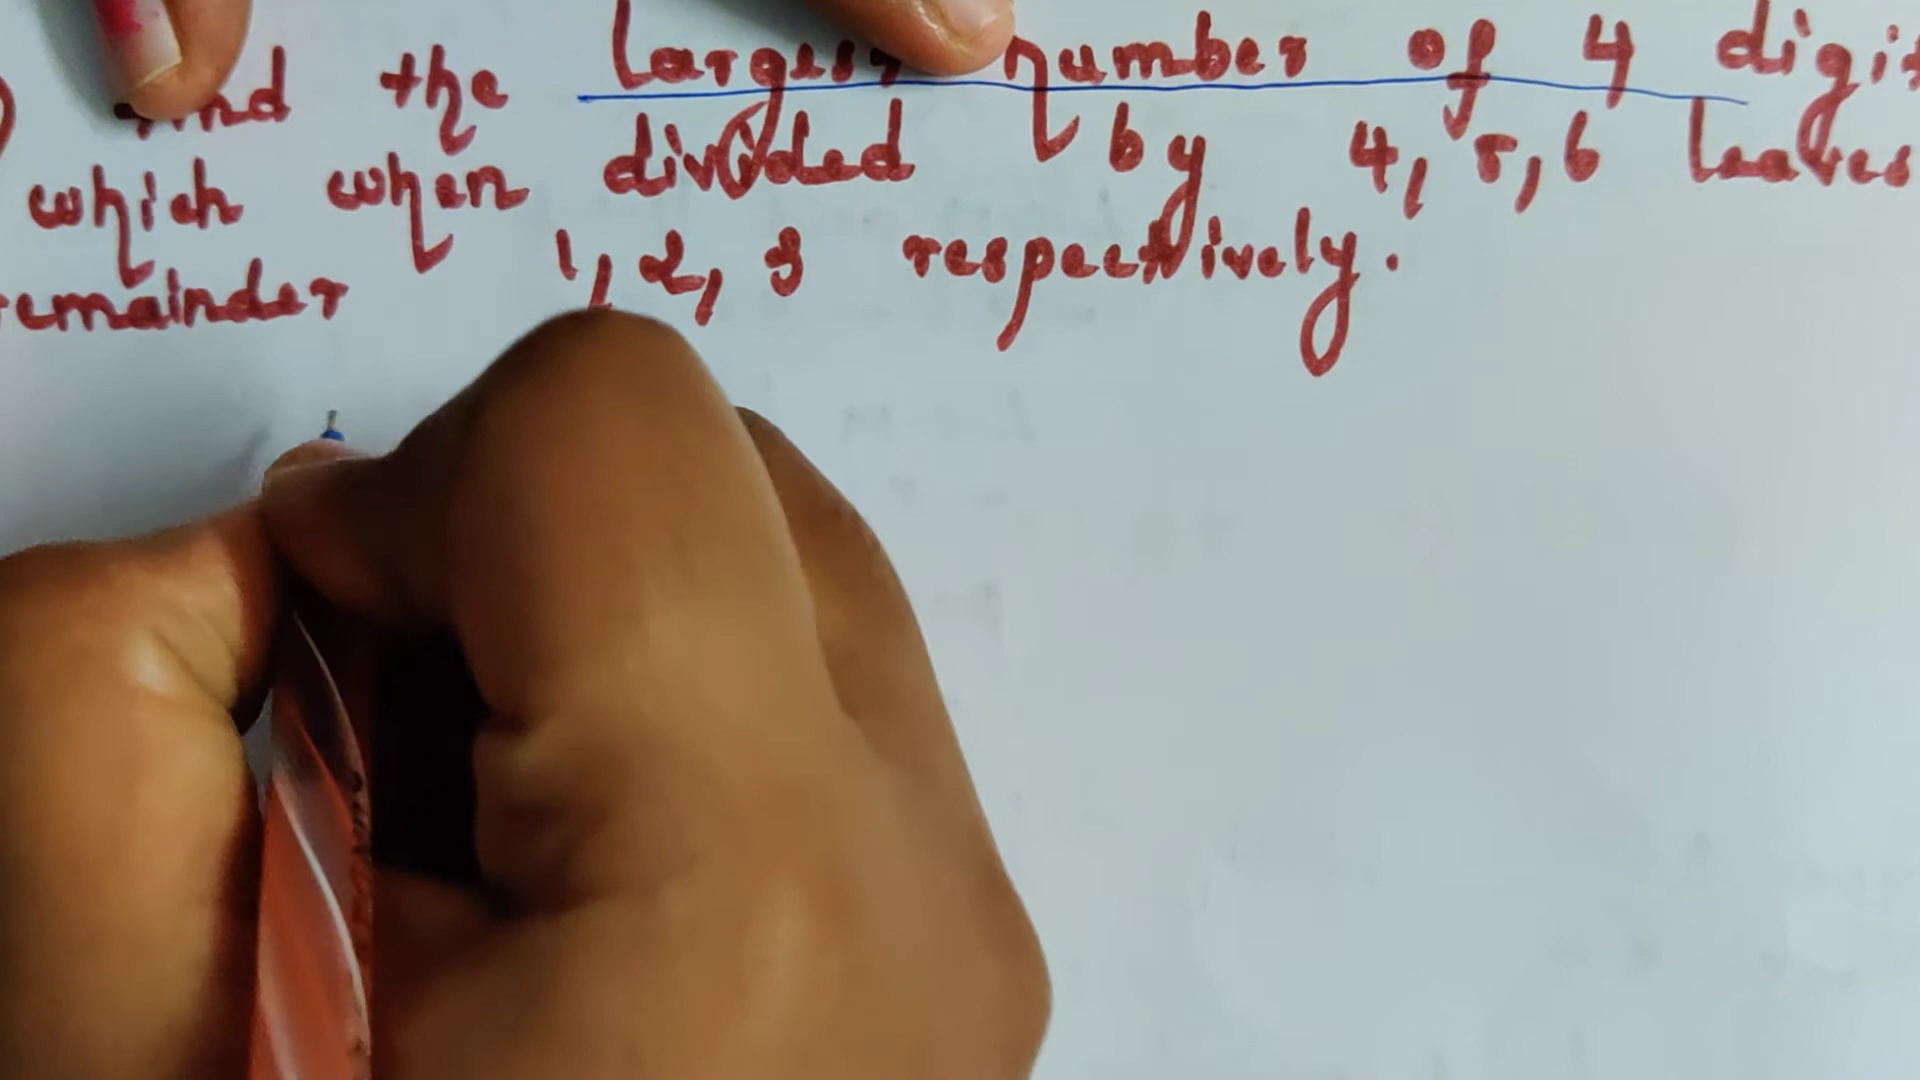 Find the largest number of 4 digit
which when divided by 4, 5, 6 leaves
remainder 1, 2, 3 respectively.